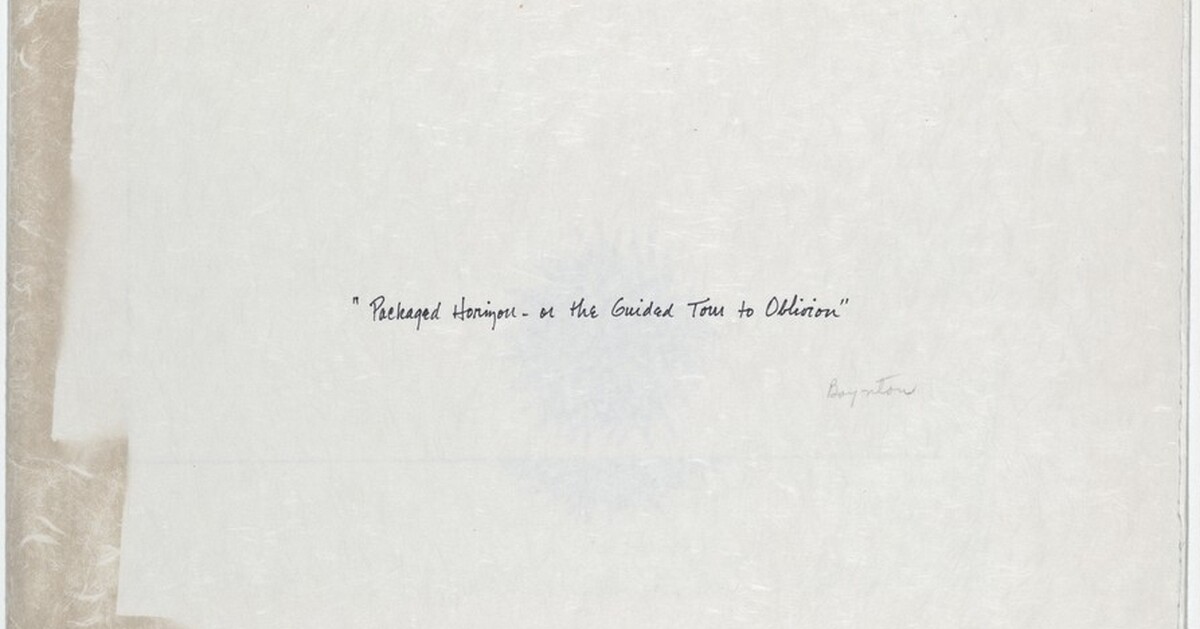 " Packaged Horizon - or the Guided Tour to Oblivion"
Boynton